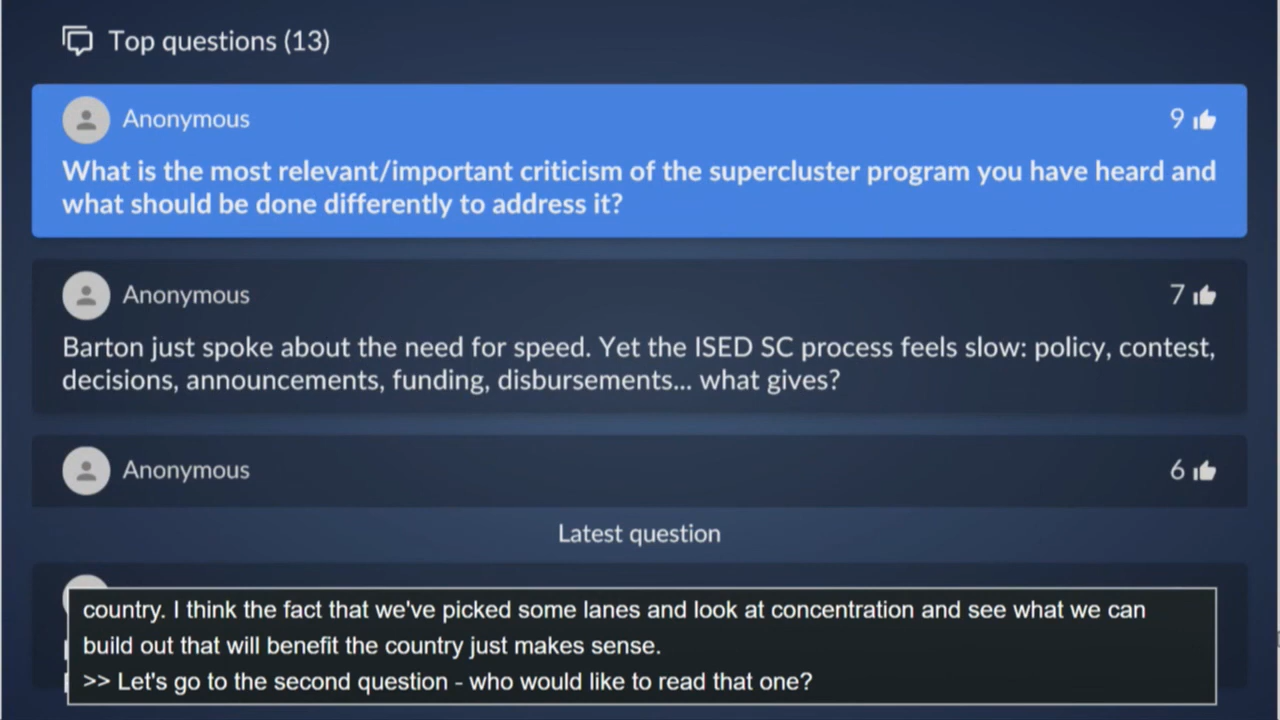 Top questions (13)
Anonymous
9
What is the most relevant/important criticism of the supercluster program you have heard and
what should be done differently to address it?
Anonymous
7
Barton just spoke about the need for speed. Yet the ISED SC process feels slow: policy, contest,
decisions, announcements, funding, disbursements... what gives?
Anonymous
6
Latest question
country. I think the fact that we've picked some lanes and look at concentration and see what we can
build out that will benefit the country just makes sense.
>> Let's go to the second question - who would like to read that one?